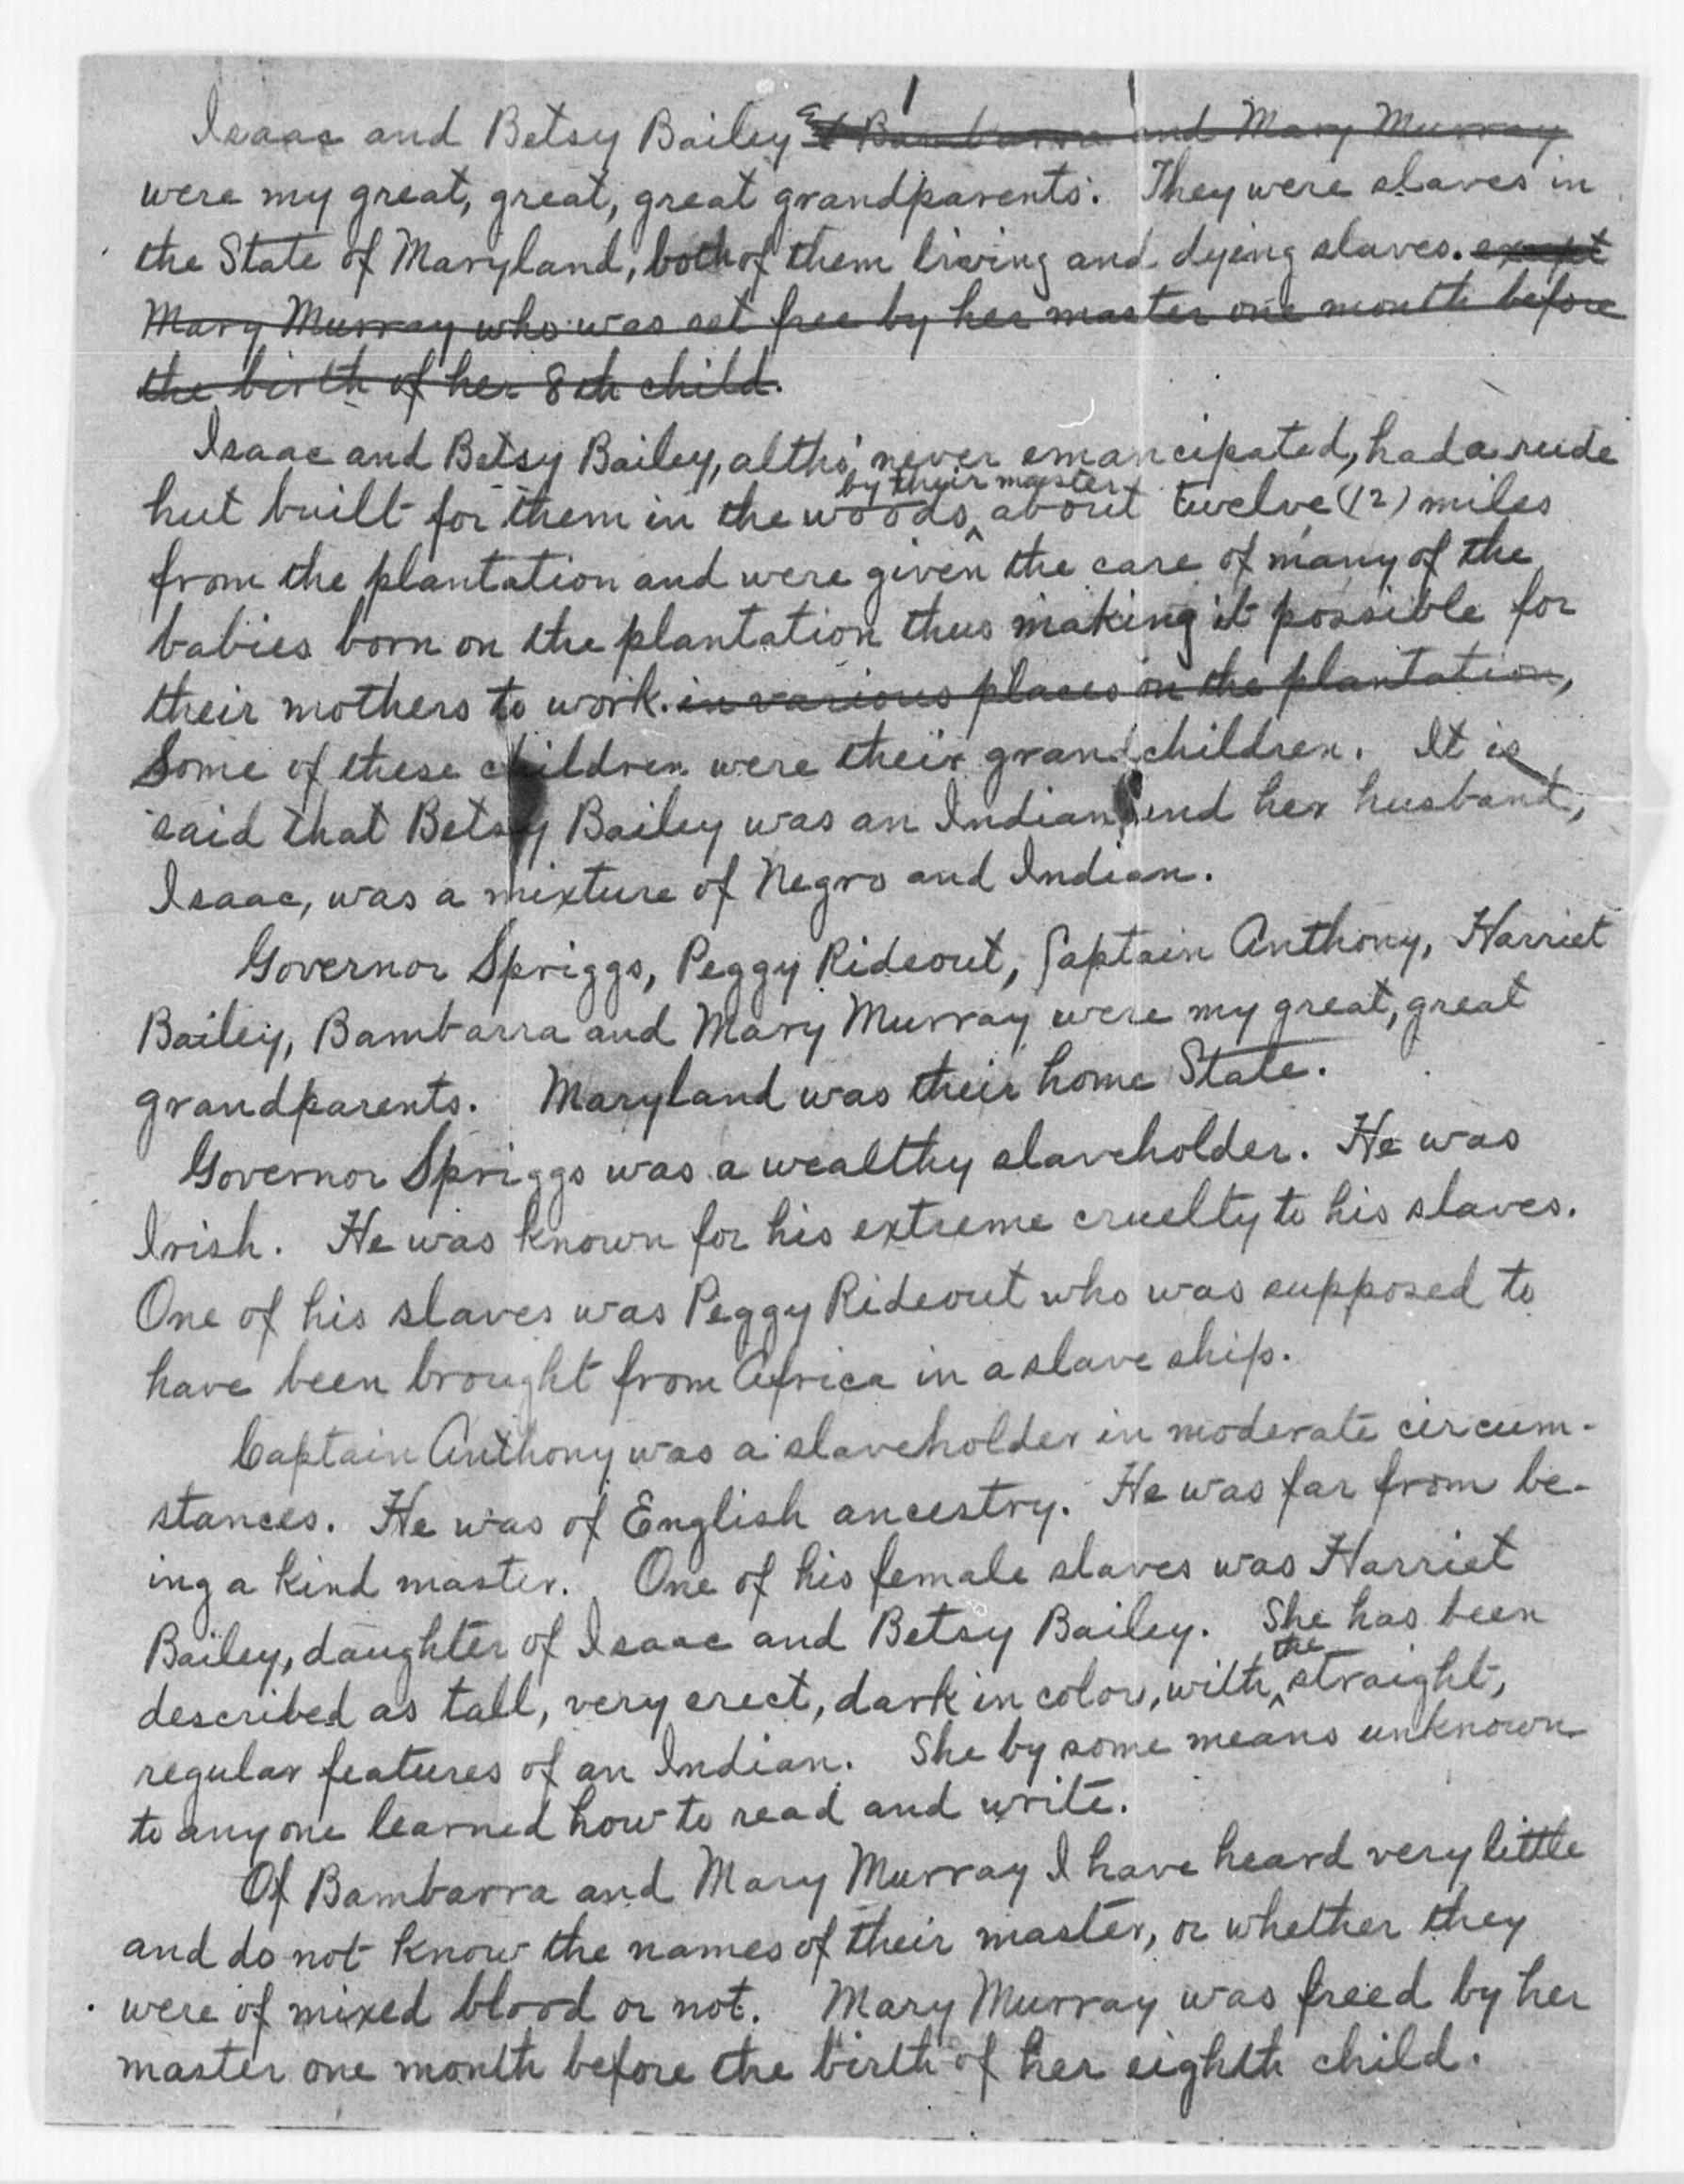 Isaac and Betsy Bailey and Bambarra and Mary Murray
were my great, great, great grandparents. They were slaves in
the State of Maryland, both of them living and dying slaves. except
Mary Murray who was set free by her master one month before
the birth of her 8th child.
Isaac and Betsy Bailey, altho' never emancipated, had a rude
by their master
hut built for them in the woods about twelve (12) miles
from the plantation and were given the care of many of the
babies born on the plantation thus making it possible for
their mothers to work. in various places on the plantation,
Some of these children were their grandchildren. It is
said that Betsy Bailey was an Indian and her husband,
Isaac, was a mixture of Negro and Indian.
Governor Spriggs, Peggy Rideout, Captain Anthony, Harriet
Bailey, Bambarra and Mary Murray were my great, great
grandparents. Maryland was their home State.
Governor Spriggs was a wealthy slaveholder. He was
Irish. He was known for his extreme cruelty to his slaves.
One of his slaves was Peggy Rideout who was supposed to
have been brought from Africa in a slave ship.
Captain Anthony was a slaveholder in moderate circum-
stances. He was of English ancestry. He was far from be-
ing a kind master. One of his female slaves was Harriet
Bailey, daughter of Isaac and Betsy Bailey. She has been
the
described as tall, very erect, dark in color, with straight,
regular features of an Indian. She by some means unknown
to anyone learned how to read and write.
Of Bambarra and Mary Murray I have heard very little
and do not know the names of their master, or whether they
were of mixed blood or not. Mary Murray was freed by her
master one month before the birth of her eighth child.